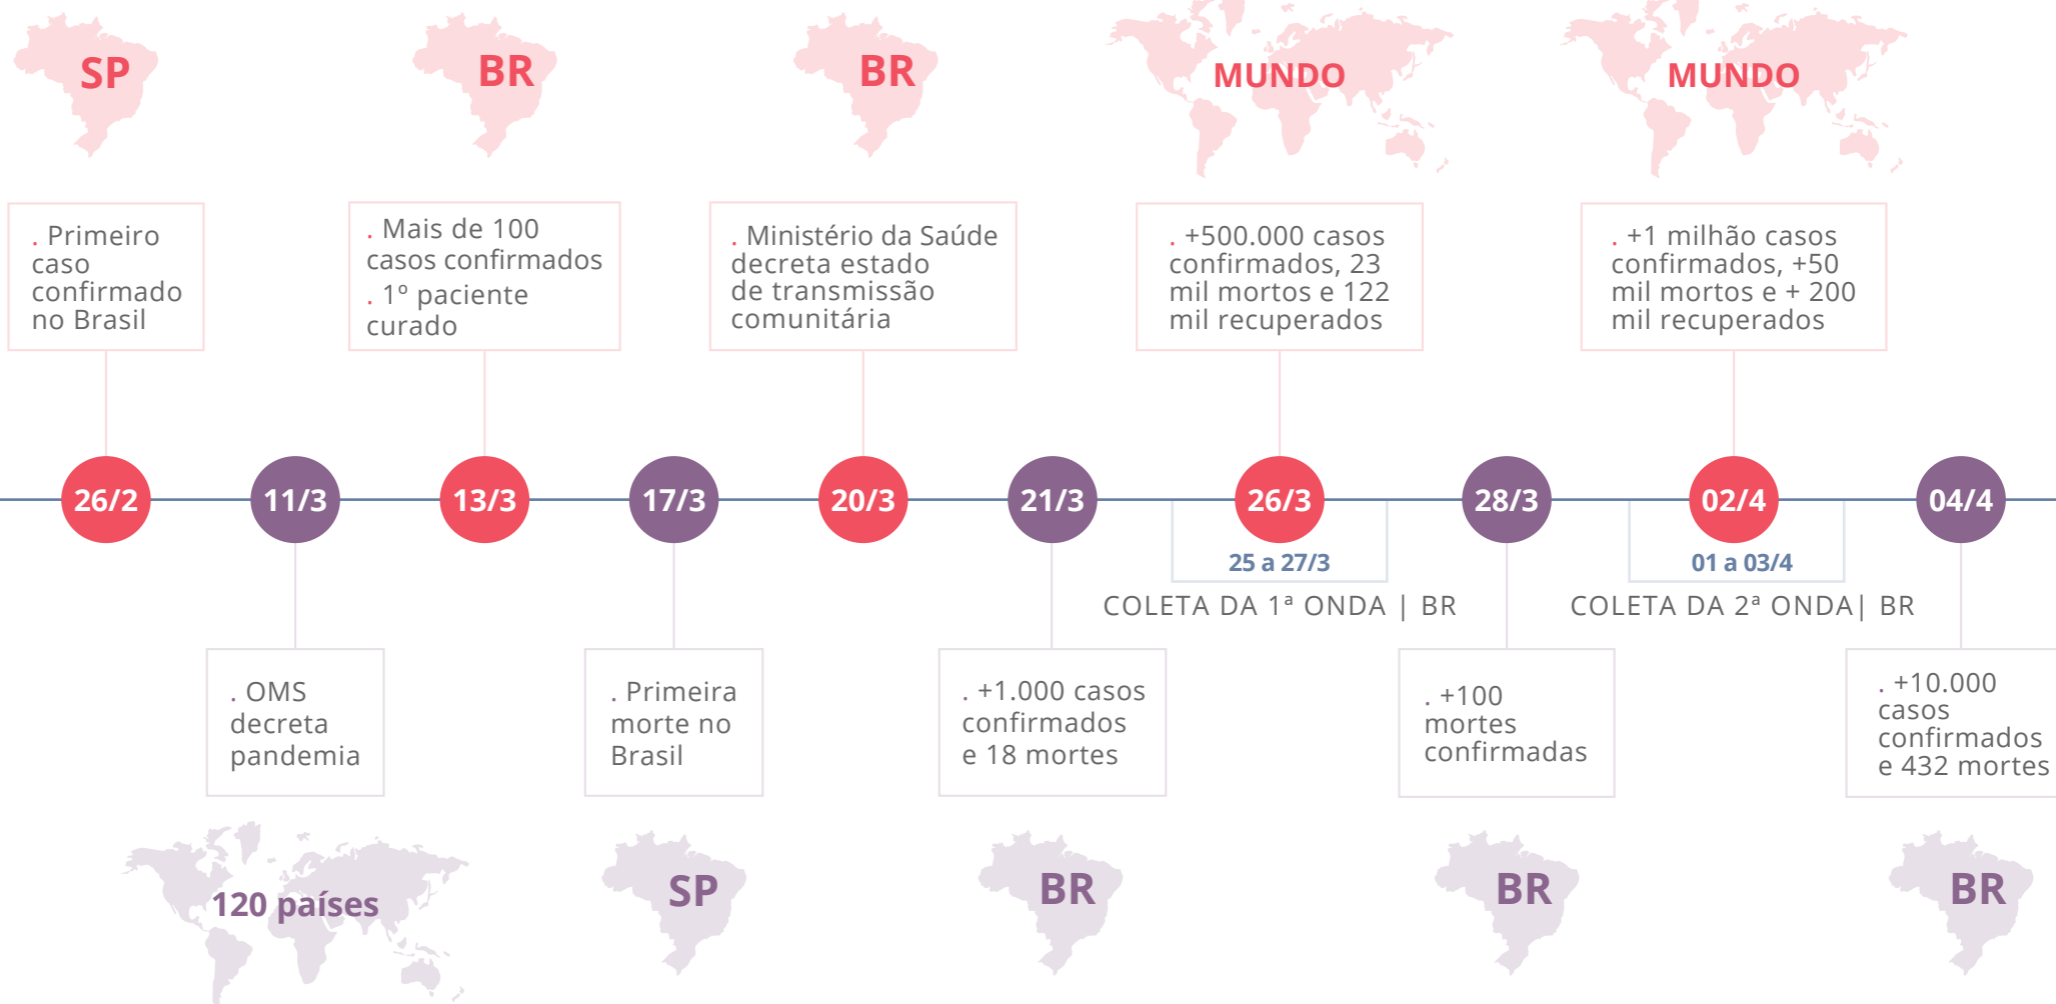 SP
BR
BR
MUNDO
MUNDO
. Primeiro
caso
confirmado
no Brasil
. Mais de 100
casos confirmados
. 1º paciente
curado
. Ministério da Saúde
decreta estado
de transmissão
comunitária
. +500.000 casos
confirmados, 23
mil mortos e 122
mil recuperados
. +1 milhão casos
confirmados, +50
mil mortos e + 200
mil recuperados
26/2
11/3
13/3
17/3
20/3
21/3
26/3
28/3
02/4
04/4
25 a 27/3
COLETA DA 1ª ONDA | BR
01 a 03/4
COLETA DA 2ª ONDA| BR
. OMS
decreta
pandemia
. Primeira
morte no
Brasil
. +1.000 casos
confirmados
e 18 mortes
. +100
mortes
confirmadas
. +10.000
casos
confirmados
e 432 mortes
120 países
SP
BR
BR
BR